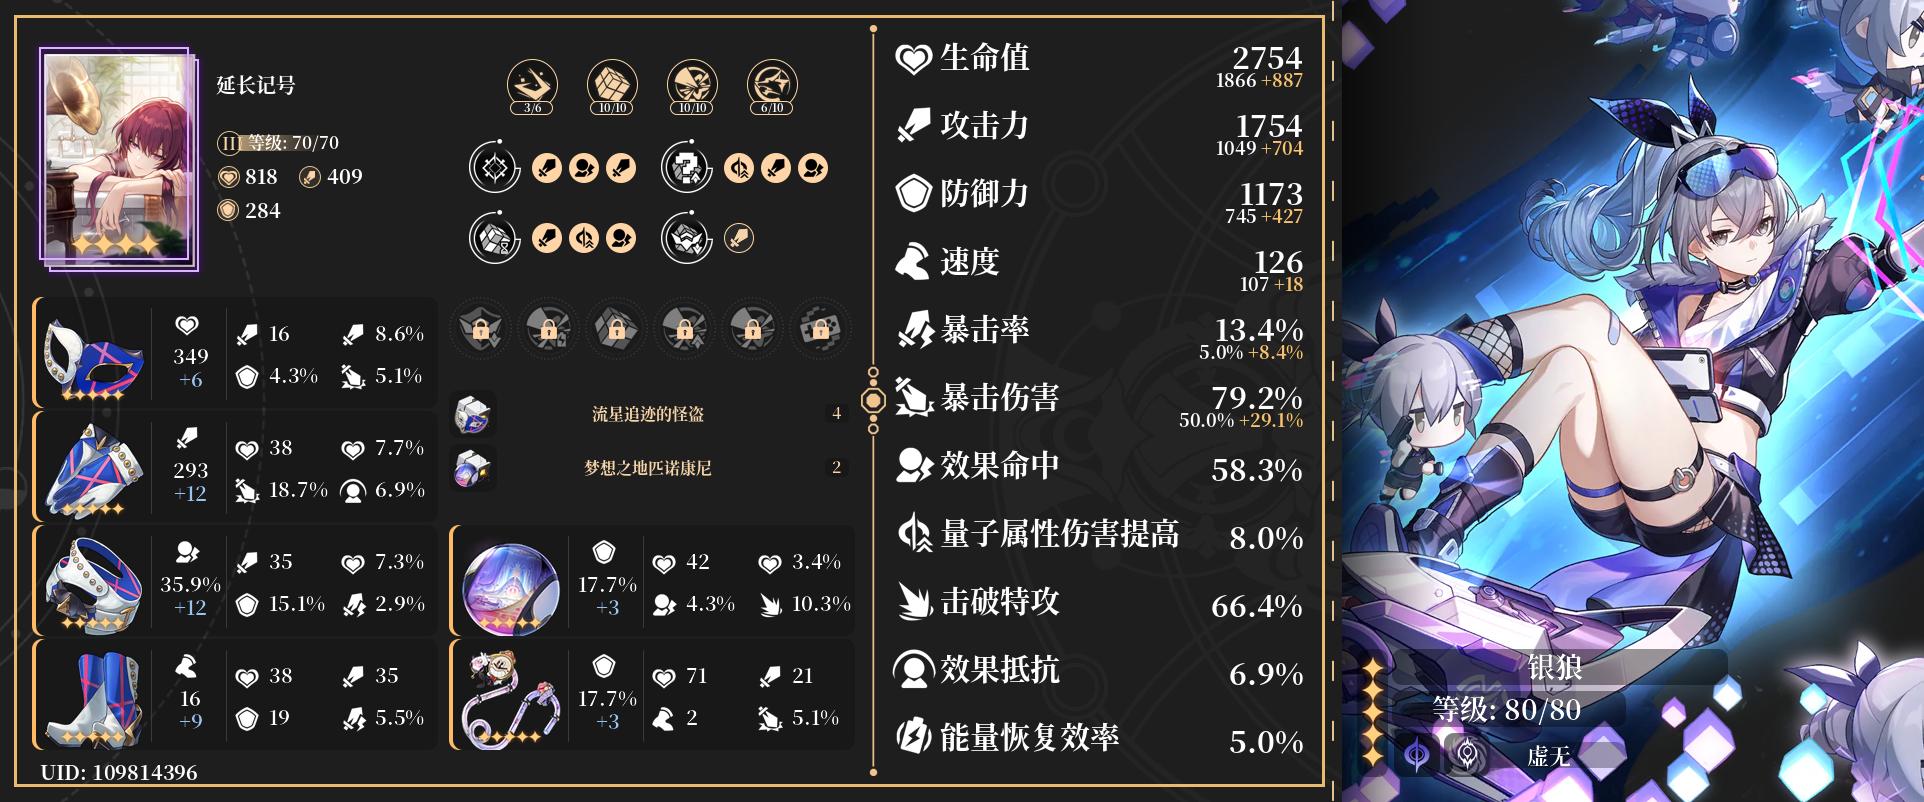 延长记号
III 等级: 70/70
818 409
284
3/6 10/10 10/10 6/10
349
+6
16 8.6%
4.3% 5.1%
293
+12
38 7.7%
18.7% 6.9%
35.9%
+12
35 7.3%
15.1% 2.9%
16
+9
38 35
19 5.5%
流星追迹的怪盗 4
梦想之地匹诺康尼 2
17.7%
+3
42 3.4%
4.3% 10.3%
17.7%
+3
71 21
2 5.1%
UID: 109814396
生命值 2754
1866 +887
攻击力 1754
1049 +704
防御力 1173
745 +427
速度 126
107 +18
暴击率 13.4%
5.0% +8.4%
暴击伤害 79.2%
50.0% +29.1%
效果命中 58.3%
量子属性伤害提高 8.0%
击破特攻 66.4%
效果抵抗 6.9%
能量恢复效率 5.0%
银狼
等级: 80/80
虚无